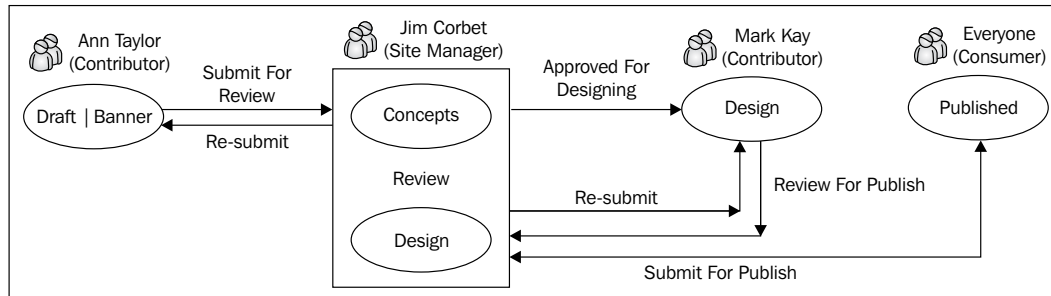 Ann Taylor
(Contributor)
Jim Corbet
(Site Manager)
Mark Kay
(Contributor)
Everyone
(Consumer)
Submit For
Review
Approved For
Designing
Draft | Banner
Concepts
Design
Published
Re-submit
Review
Re-submit
Review For Publish
Design
Submit For Publish